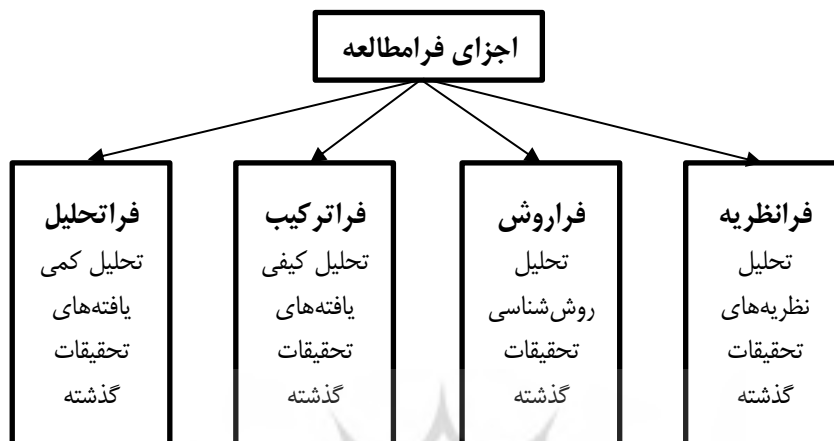 اجزای فرامطالعه
فرانظریه
تحلیل
نظریه‌های
تحقیقات
گذشته
فراروش
تحلیل
روش‌شناسی
تحقیقات
گذشته
فراترکیب
تحلیل کیفی
یافته‌های
تحقیقات
گذشته
فراتحلیل
تحلیل کمی
یافته‌های
تحقیقات
گذشته